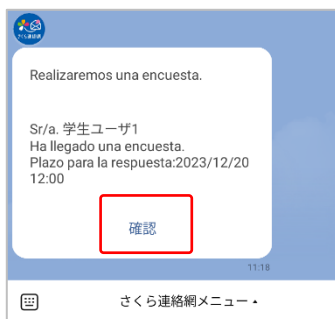 さくら連絡網
Realizaremos una encuesta.
Sr/a. 学生ユーザ1
Ha llegado una encuesta.
Plazo para la respuesta:2023/12/20
12:00
確認
11:18
さくら連絡網メニュー